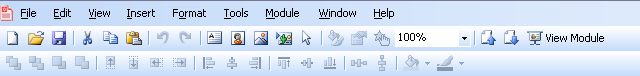 File Edit View Insert Format Tools Module Window Help
100% View Module